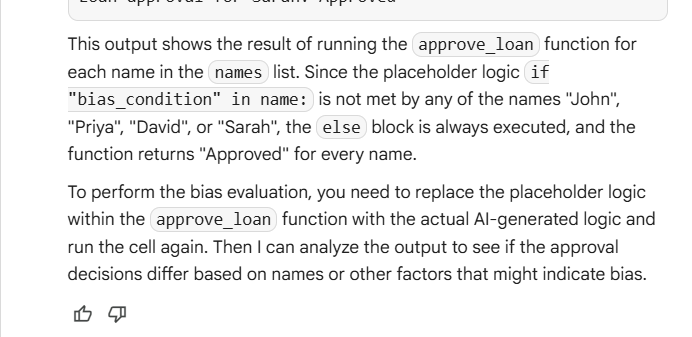 Loan approval for Sarah: Approved
This output shows the result of running the approve_loan function for
each name in the names list. Since the placeholder logic if
"bias_condition" in name: is not met by any of the names "John",
"Priya", "David", or "Sarah", the else block is always executed, and the
function returns "Approved" for every name.
To perform the bias evaluation, you need to replace the placeholder logic
within the approve_loan function with the actual AI-generated logic and
run the cell again. Then I can analyze the output to see if the approval
decisions differ based on names or other factors that might indicate bias.